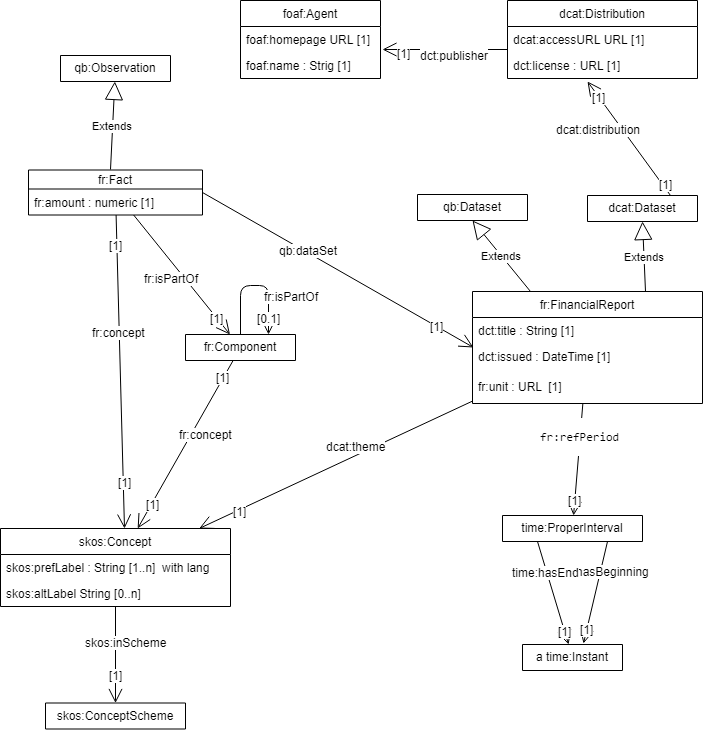 foaf:Agent
foaf:homepage URL [1]
foaf:name : Strig [1]
dcat:Distribution
dcat:accessURL URL [1]
dct:license : URL [1]
[1]
dct:publisher
qb:Observation
[1]
Extends
dcat:distribution
fr:Fact
fr:amount : numeric [1]
[1]
qb:Dataset
dcat:Dataset
[1]
qb:dataSet
Extends
Extends
fr:isPartOf
fr:isPartOf
fr:FinancialReport
dct:title : String [1]
dct:issued : DateTime [1]
fr:unit : URL [1]
fr:concept
[1]
[0..1]
[1]
fr:Component
[1]
fr:concept
dcat:theme
fr:refPeriod
[1]
[1]
[1]
[1]
skos:Concept
skos:prefLabel : String [1..n] with lang
skos:altLabel String [0..n]
time:ProperInterval
time:hasEnd
hasBeginning
[1]
[1]
skos:inScheme
a time:Instant
[1]
skos:ConceptScheme